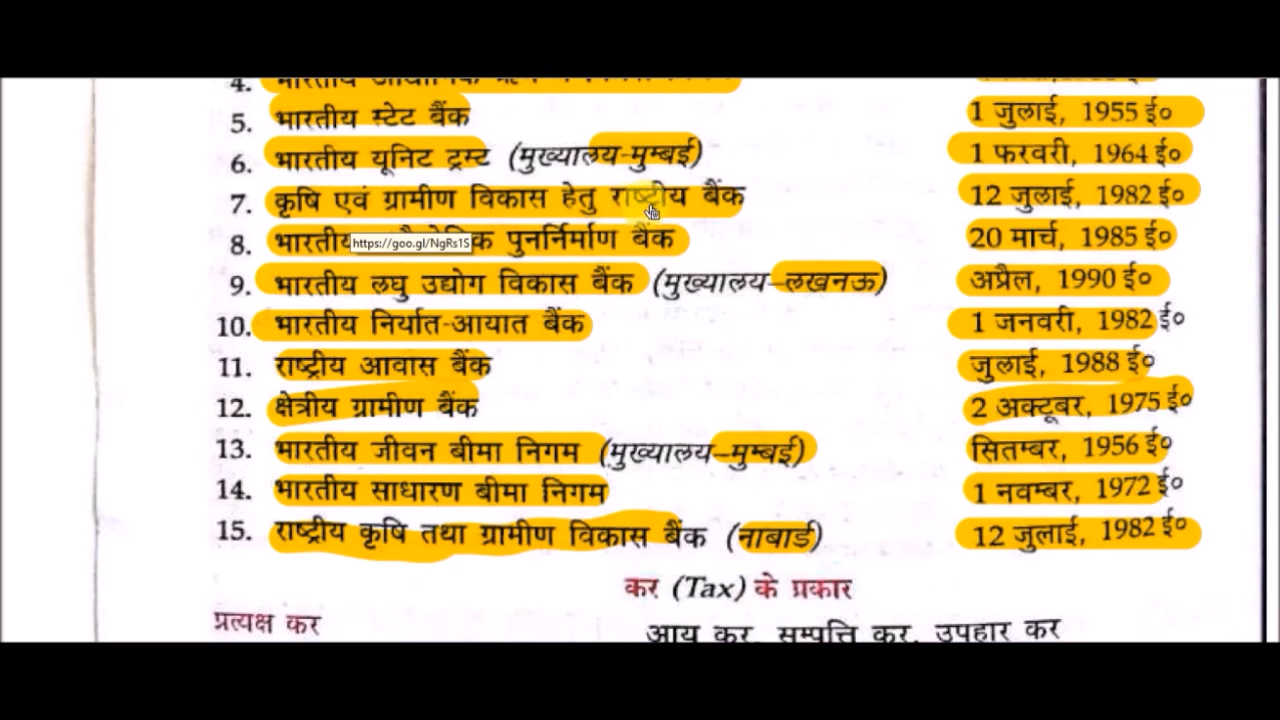 4.
5. भारतीय स्टेट बैंक 1 जुलाई, 1955 ई०
6. भारतीय यूनिट ट्रस्ट (मुख्यालय-मुम्बई) 1 फरवरी, 1964 ई०
7. कृषि एवं ग्रामीण विकास हेतु राष्ट्रीय बैंक 12 जुलाई, 1982 ई०
8. भारतीय https://goo.gl/NgRs1S पुनर्निर्माण बैंक 20 मार्च, 1985 ई०
9. भारतीय लघु उद्योग विकास बैंक (मुख्यालय-लखनऊ) अप्रैल, 1990 ई०
10. भारतीय निर्यात-आयात बैंक 1 जनवरी, 1982 ई०
11. राष्ट्रीय आवास बैंक जुलाई, 1988 ई०
12. क्षेत्रीय ग्रामीण बैंक 2 अक्टूबर, 1975 ई०
13. भारतीय जीवन बीमा निगम (मुख्यालय-मुम्बई) सितम्बर, 1956 ई०
14. भारतीय साधारण बीमा निगम 1 नवम्बर, 1972 ई०
15. राष्ट्रीय कृषि तथा ग्रामीण विकास बैंक (नाबार्ड) 12 जुलाई, 1982 ई०
कर (Tax) के प्रकार
प्रत्यक्ष कर आय कर, सम्पत्ति कर, उपहार कर